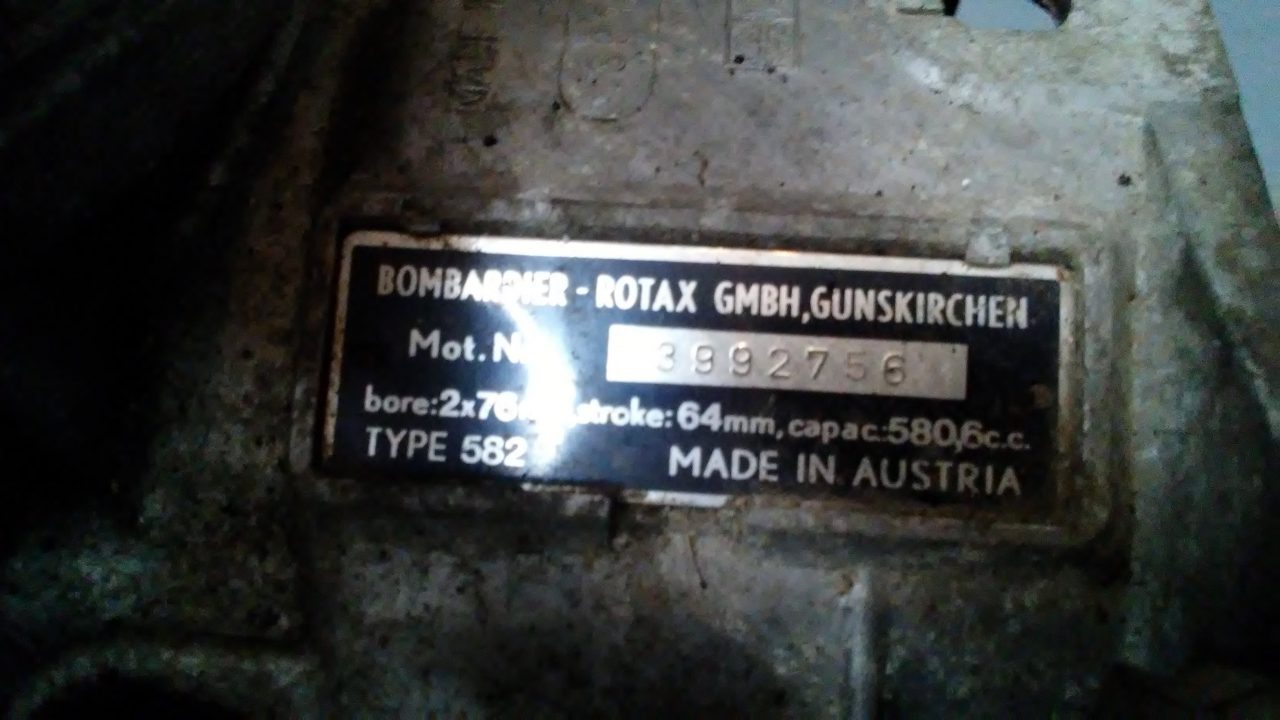 BOMBARDIER - ROTAX GMBH, GUNSKIRCHEN
Mot. 3992756
bore: 2x76 stroke: 64mm, capac.: 580,6c.c.
TYPE 582 MADE IN AUSTRIA